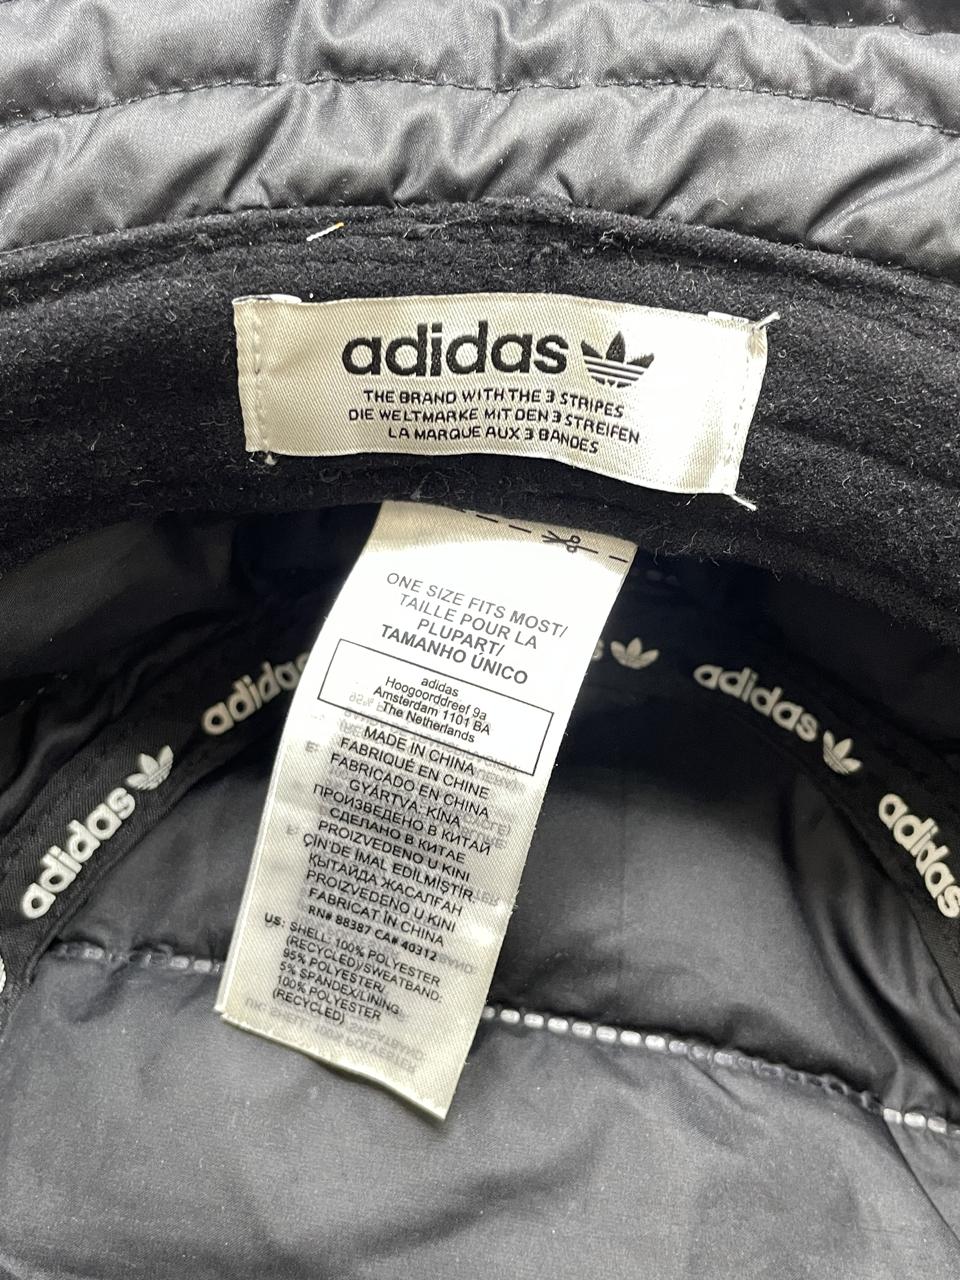 adidas
THE BRAND WITH THE 3 STRIPES
DIE WELTMARKE MIT DEN 3 STREIFEN
LA MARQUE AUX 3 BANDES
ONE SIZE FITS MOST/
TAILLE POUR LA
PLUPART/
TAMANHO ÚNICO
adidas
Hoogoorddreef 9a
Amsterdam 1101 BA
The Netherlands
MADE IN CHINA
FABRIQUÉ EN CHINE
FABRICADO EN CHINA
GYÁRTVA: KÍNA
ПРОИЗВЕДЕНО В КИТАЙ
СДЕЛАНО В КИТАЕ
PROIZVEDENO U KINI
ÇİN'DE İMAL EDİLMİŞTİR
ҚЫТАЙДА ЖАСАЛҒАН
PROIZVEDENO U KINI
FABRICAT ÎN CHINA
RN# 88387 CA# 40312
US: SHELL: 100% POLYESTER
(RECYCLED)/SWEATBAND:
95% POLYESTER/
5% SPANDEX/LINING:
100% POLYESTER
(RECYCLED)
adidas
adidas
adidas
adidas